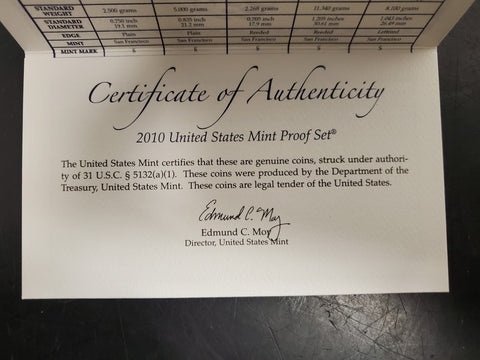 STANDARD WEIGHT 2.500 grams 5.000 grams 2.268 grams 11.340 grams 8.100 grams
STANDARD DIAMETER 0.750 inch 19.1 mm 0.835 inch 21.2 mm 0.705 inch 17.9 mm 1.205 inches 30.61 mm 1.043 inches 26.49 mm
EDGE Plain Plain Reeded Reeded Lettered
MINT San Francisco San Francisco San Francisco San Francisco San Francisco
MINT MARK S S S S S
Certificate of Authenticity
2010 United States Mint Proof Set®
The United States Mint certifies that these are genuine coins, struck under authori-
ty of 31 U.S.C. § 5132(a)(1). These coins were produced by the Department of the
Treasury, United States Mint. These coins are legal tender of the United States.
Edmund C. Moy
Edmund C. Moy
Director, United States Mint